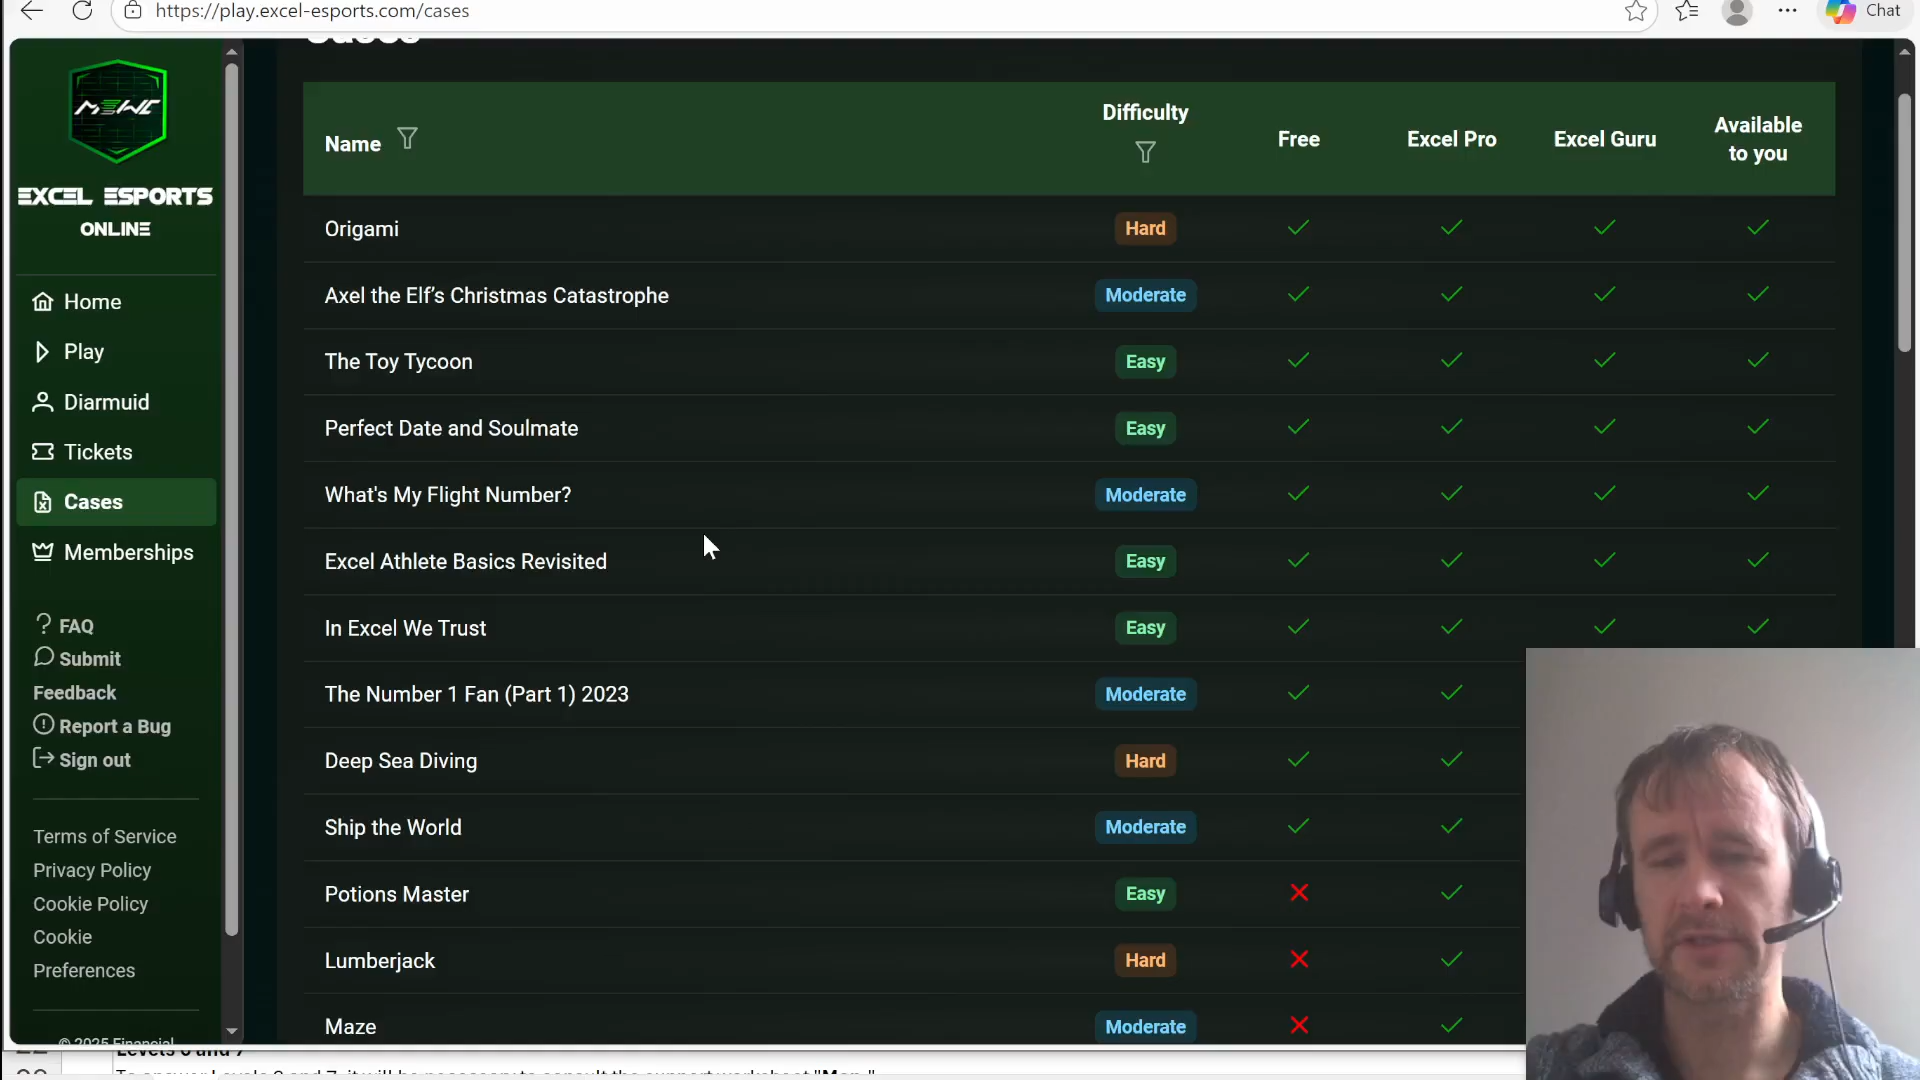 https://play.excel-esports.com/cases
Chat
EXCEL ESPORTS
ONLINE
Home
Play
Diarmuid
Tickets
Cases
Memberships
FAQ
Submit
Feedback
Report a Bug
Sign out
Terms of Service
Privacy Policy
Cookie Policy
Cookie
Preferences
© 2025 Financial
Cases
Name
Difficulty
Free
Excel Pro
Excel Guru
Available
to you
Origami Hard
Axel the Elf’s Christmas Catastrophe Moderate
The Toy Tycoon Easy
Perfect Date and Soulmate Easy
What's My Flight Number? Moderate
Excel Athlete Basics Revisited Easy
In Excel We Trust Easy
The Number 1 Fan (Part 1) 2023 Moderate
Deep Sea Diving Hard
Ship the World Moderate
Potions Master Easy
Lumberjack Hard
Maze Moderate